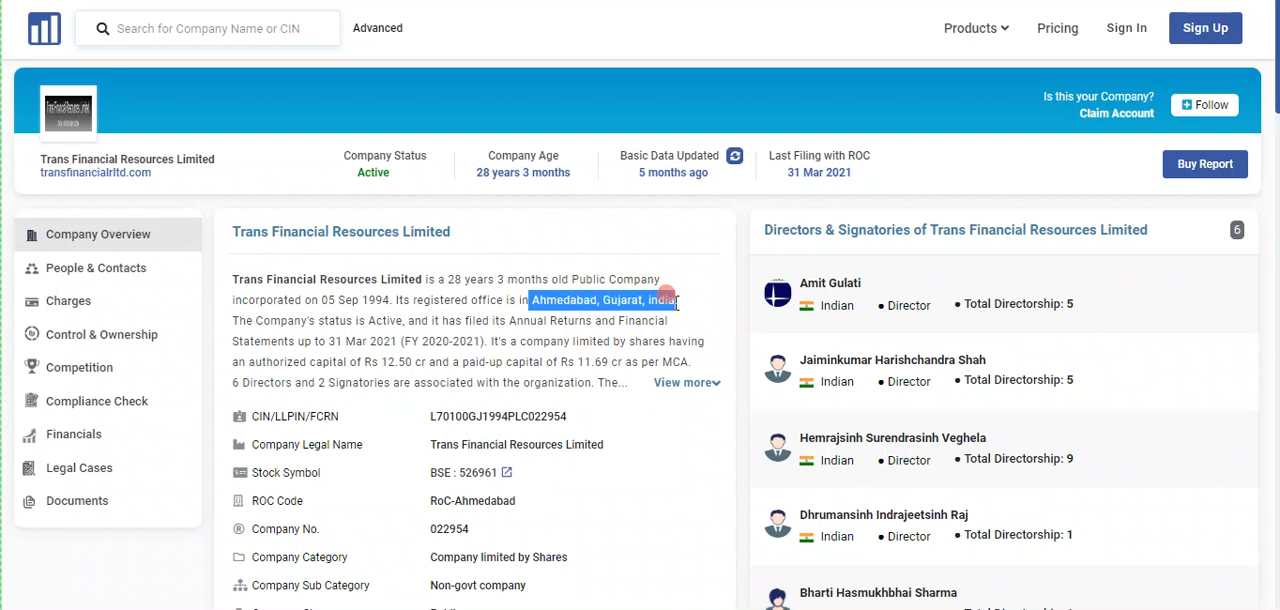 Search for Company Name or CIN
Advanced
Products
Pricing
Sign In
Sign Up
Is this your Company?
Claim Account
Follow
Trans Financial Resources Limited
transfinancialrltd.com
Company Status
Active
Company Age
28 years 3 months
Basic Data Updated
5 months ago
Last Filing with ROC
31 Mar 2021
Buy Report
Company Overview
People & Contacts
Charges
Control & Ownership
Competition
Compliance Check
Financials
Legal Cases
Documents
Trans Financial Resources Limited
Trans Financial Resources Limited is a 28 years 3 months old Public Company
incorporated on 05 Sep 1994. Its registered office is in Ahmedabad, Gujarat, india.
The Company's status is Active, and it has filed its Annual Returns and Financial
Statements up to 31 Mar 2021 (FY 2020-2021). It's a company limited by shares having
an authorized capital of Rs 12.50 cr and a paid-up capital of Rs 11.69 cr as per MCA.
6 Directors and 2 Signatories are associated with the organization. The... View more
CIN/LLPIN/FCRN L70100GJ1994PLC022954
Company Legal Name Trans Financial Resources Limited
Stock Symbol BSE : 526961
ROC Code RoC-Ahmedabad
Company No. 022954
Company Category Company limited by Shares
Company Sub Category Non-govt company
Directors & Signatories of Trans Financial Resources Limited 6
Amit Gulati
Indian • Director • Total Directorship: 5
Jaiminkumar Harishchandra Shah
Indian • Director • Total Directorship: 5
Hemrajsinh Surendrasinh Veghela
Indian • Director • Total Directorship: 9
Dhrumansinh Indrajeetsinh Raj
Indian • Director • Total Directorship: 1
Bharti Hasmukhbhai Sharma